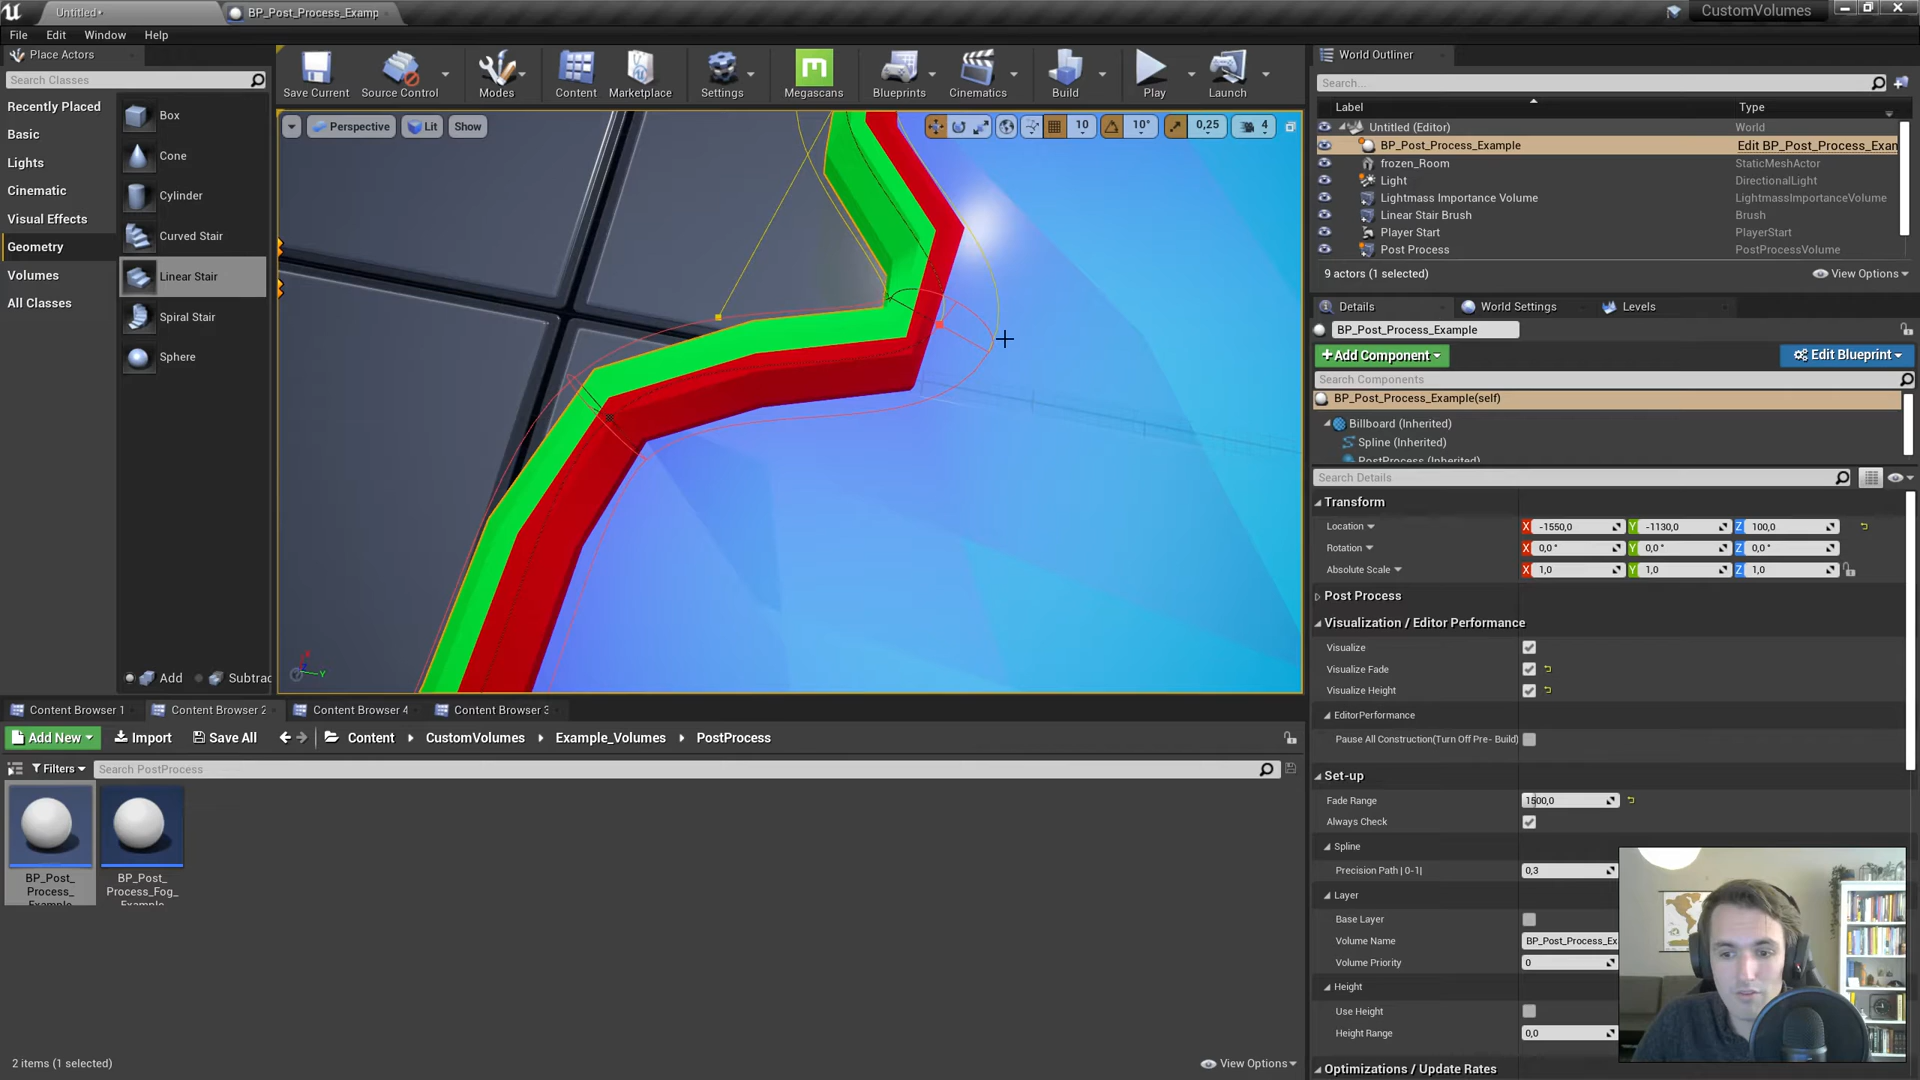 Untitled*
BP_Post_Process_Examp
CustomVolumes
File Edit Window Help
Place Actors
Search Classes
Recently Placed
Basic
Lights
Cinematic
Visual Effects
Geometry
Volumes
All Classes
Box
Cone
Cylinder
Curved Stair
Linear Stair
Spiral Stair
Sphere
Add Subtrac
Save Current
Source Control
Modes
Content
Marketplace
Settings
Megascans
Blueprints
Cinematics
Build
Play
Launch
Perspective Lit Show
10 10° 0,25 4
World Outliner
Search...
Label Type
Untitled (Editor) World
BP_Post_Process_Example Edit BP_Post_Process_Exan
frozen_Room StaticMeshActor
Light DirectionalLight
Lightmass Importance Volume LightmassImportanceVolume
Linear Stair Brush Brush
Player Start PlayerStart
Post Process PostProcessVolume
9 actors (1 selected) View Options
Details World Settings Levels
BP_Post_Process_Example
+Add Component Edit Blueprint
Search Components
BP_Post_Process_Example(self)
Billboard (Inherited)
Spline (Inherited)
PostProcess (Inherited)
Search Details
Transform
Location X -1550,0 Y -1130,0 Z 100,0
Rotation X 0,0 ° Y 0,0 ° Z 0,0 °
Absolute Scale X 1,0 Y 1,0 Z 1,0
Post Process
Visualization / Editor Performance
Visualize
Visualize Fade
Visualize Height
EditorPerformance
Pause All Construction(Turn Off Pre- Build)
Set-up
Fade Range 1500,0
Always Check
Spline
Precision Path | 0-1| 0,3
Layer
Base Layer
Volume Name BP_Post_Process_Ex
Volume Priority 0
Height
Use Height
Height Range 0,0
Optimizations / Update Rates
Content Browser 1 Content Browser 2 Content Browser 4 Content Browser 3
Add New Import Save All Content CustomVolumes Example_Volumes PostProcess
Filters Search PostProcess
BP_Post_
Process_
Example
BP_Post_
Process_Fog_
Example
2 items (1 selected) View Options